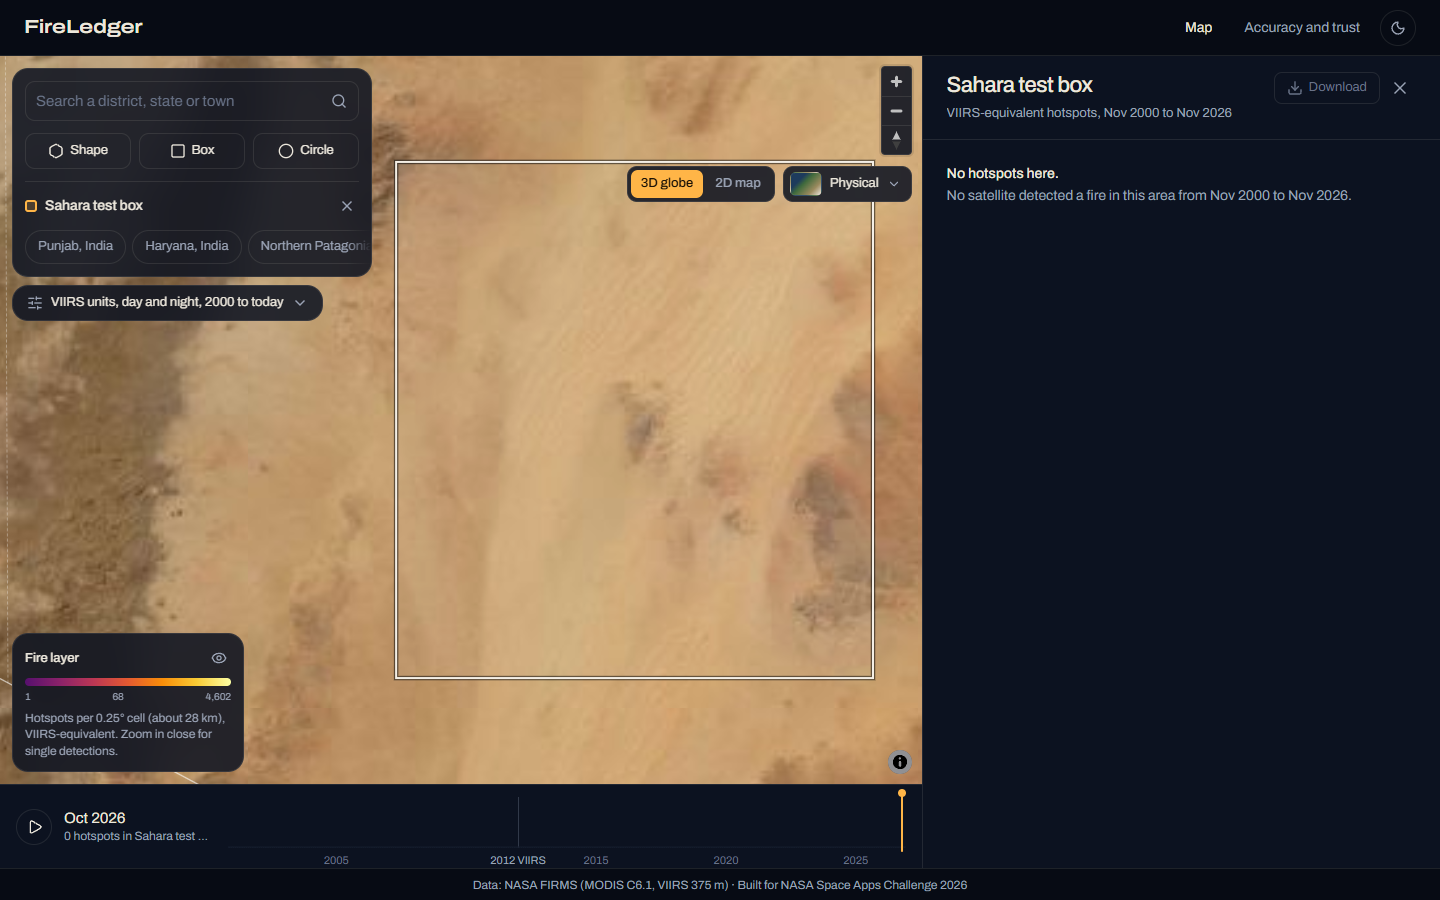 FireLedger
Map
Accuracy and trust
Search a district, state or town
Shape
Box
Circle
Sahara test box
Punjab, India
Haryana, India
Northern Patagoni
VIIRS units, day and night, 2000 to today
3D globe
2D map
Physical
Sahara test box
VIIRS-equivalent hotspots, Nov 2000 to Nov 2026
Download
No hotspots here.
No satellite detected a fire in this area from Nov 2000 to Nov 2026.
Fire layer
1 68 4,602
Hotspots per 0.25° cell (about 28 km),
VIIRS-equivalent. Zoom in close for
single detections.
Oct 2026
0 hotspots in Sahara test ...
2005 2012 VIIRS 2015 2020 2025
Data: NASA FIRMS (MODIS C6.1, VIIRS 375 m) · Built for NASA Space Apps Challenge 2026